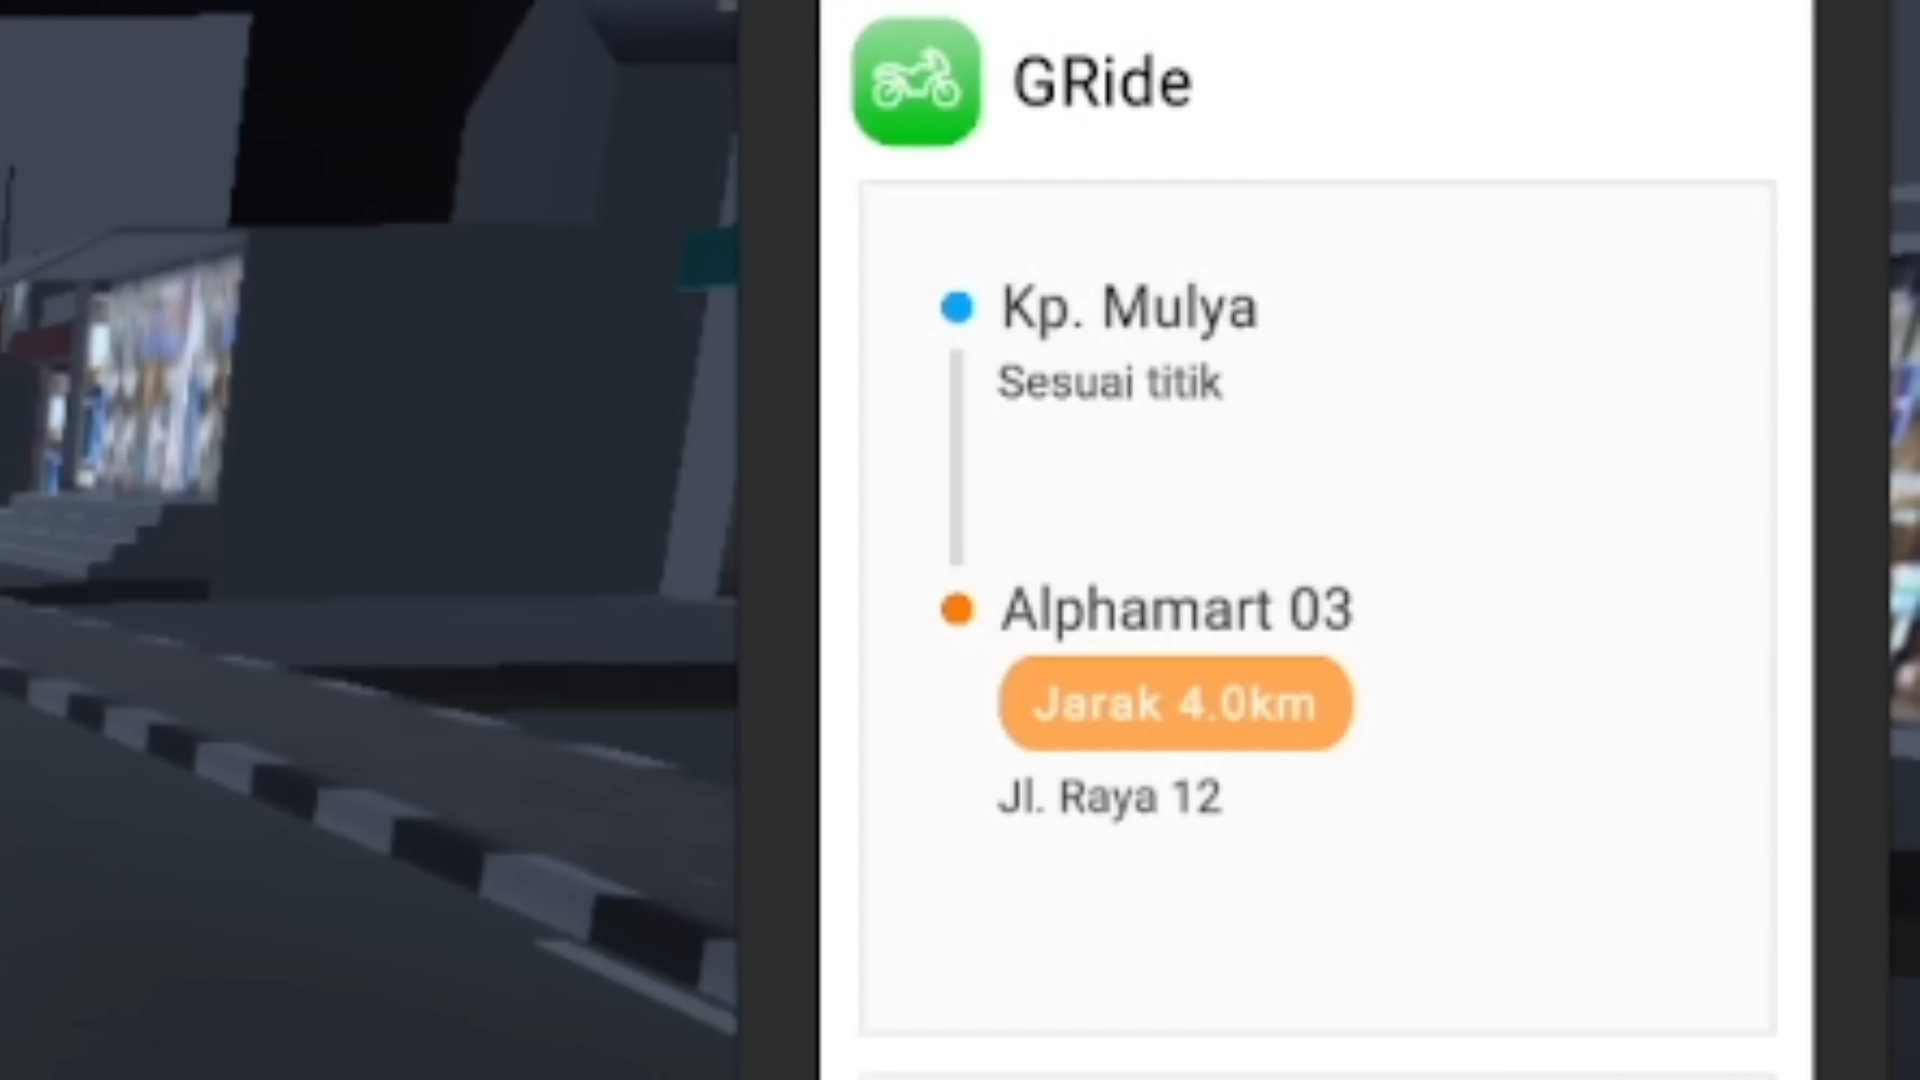 GRide
Kp. Mulya
Sesuai titik
Alphamart 03
Jarak 4.0km
Jl. Raya 12